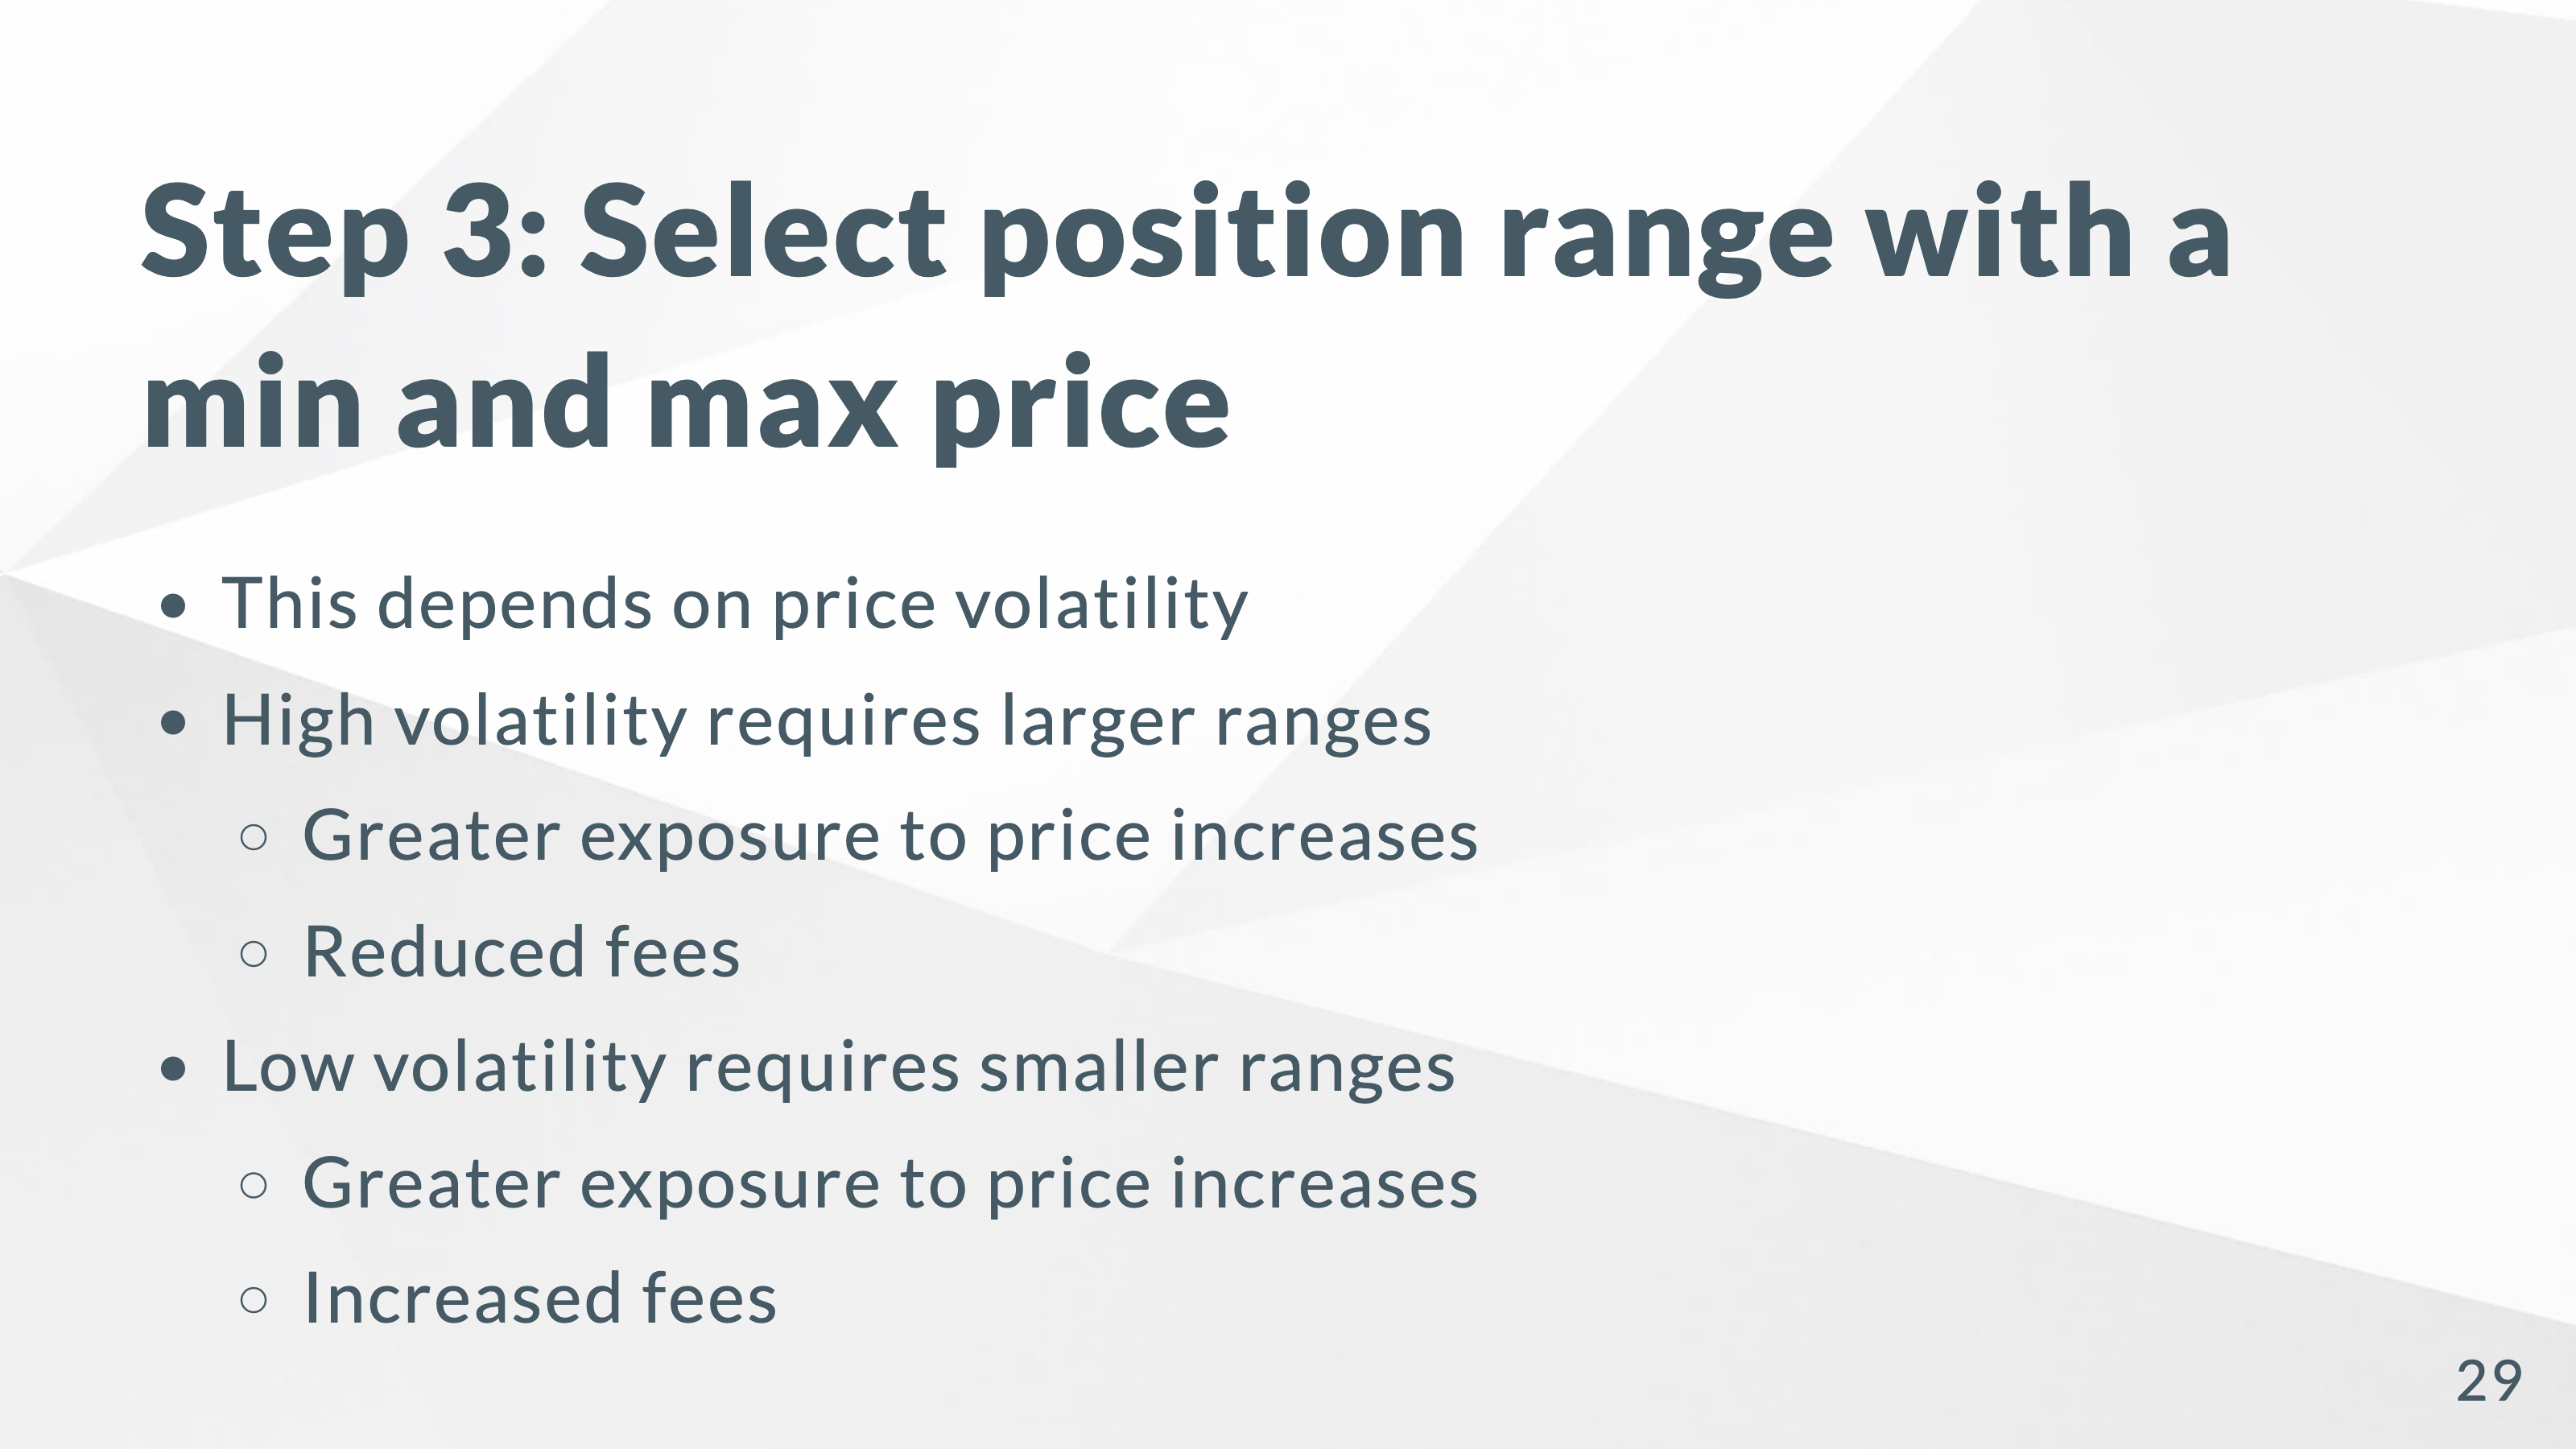 Step 3: Select position range with a
min and max price
• This depends on price volatility
• High volatility requires larger ranges
○ Greater exposure to price increases
○ Reduced fees
• Low volatility requires smaller ranges
○ Greater exposure to price increases
○ Increased fees
29